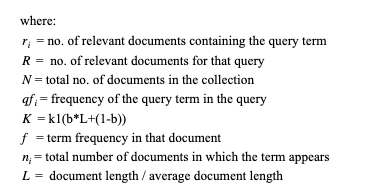 where:
r_i = no. of relevant documents containing the query term
R = no. of relevant documents for that query
N = total no. of documents in the collection
qf_i = frequency of the query term in the query
K = k1(b*L+(1-b))
f = term frequency in that document
n_i = total number of documents in which the term appears
L = document length / average document length